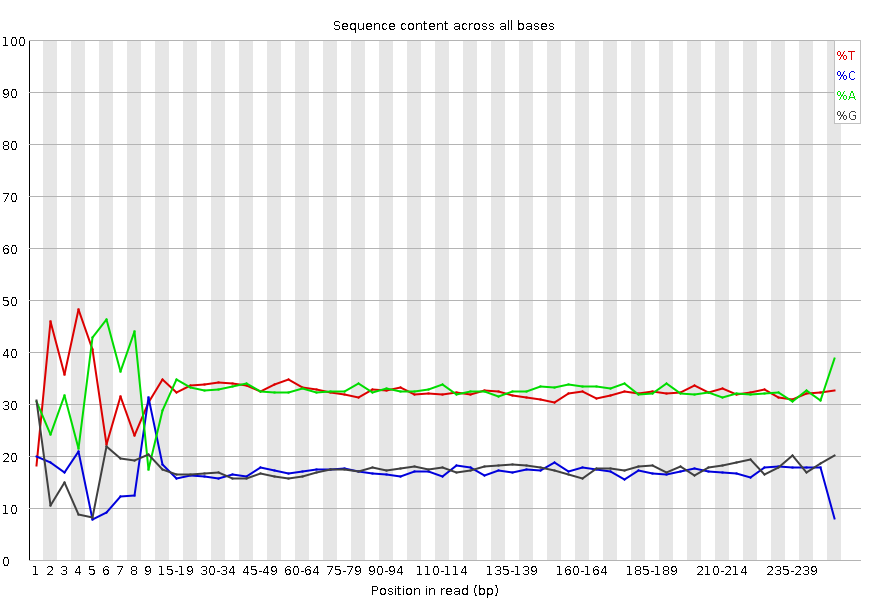 Sequence content across all bases
100
90
80
70
60
50
40
30
20
10
0
%T
%C
%A
%G
1 2 3 4 5 6 7 8 9 15-19 30-34 45-49 60-64 75-79 90-94 110-114 135-139 160-164 185-189 210-214 235-239
Position in read (bp)